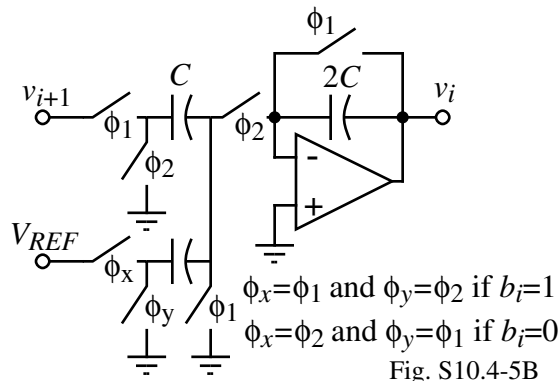 ϕ1
C
2C
vi+1
vi
ϕ1
ϕ2
ϕ2
-
+
VREF
ϕx
ϕy
ϕ1
ϕx=ϕ1 and ϕy=ϕ2 if bi=1
ϕx=ϕ2 and ϕy=ϕ1 if bi=0
Fig. S10.4-5B